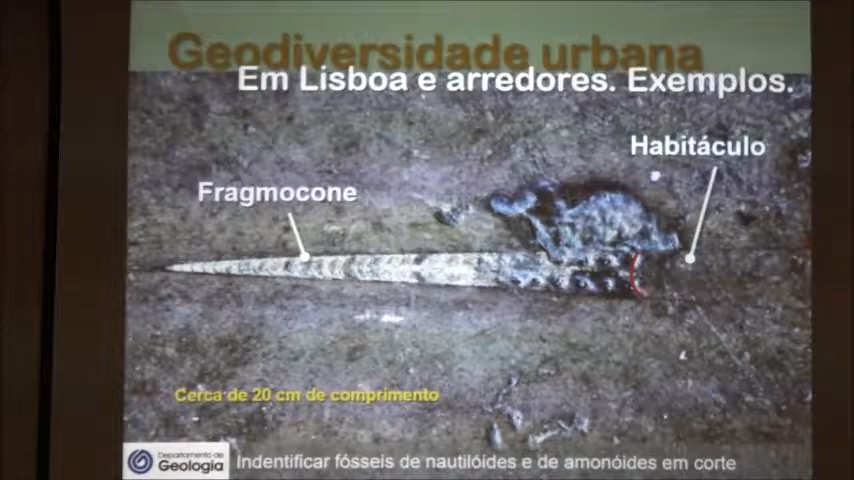 Geodiversidade urbana
Em Lisboa e arredores. Exemplos.
Habitáculo
Fragmocone
Cerca de 20 cm de comprimento
Departamento de
Geologia
Indentificar fósseis de nautilóides e de amonóides em corte